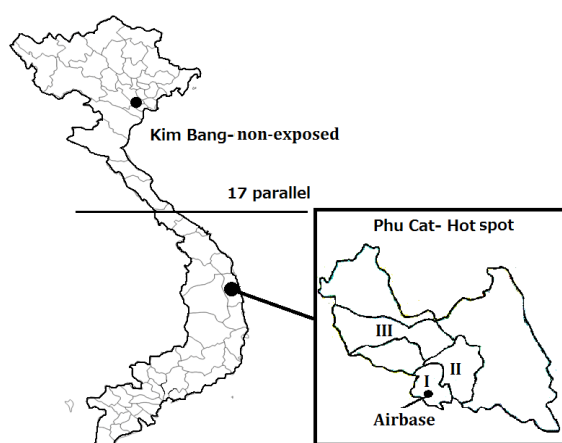 Kim Bang- non-exposed
17 parallel
Phu Cat- Hot spot
III
II
I
Airbase